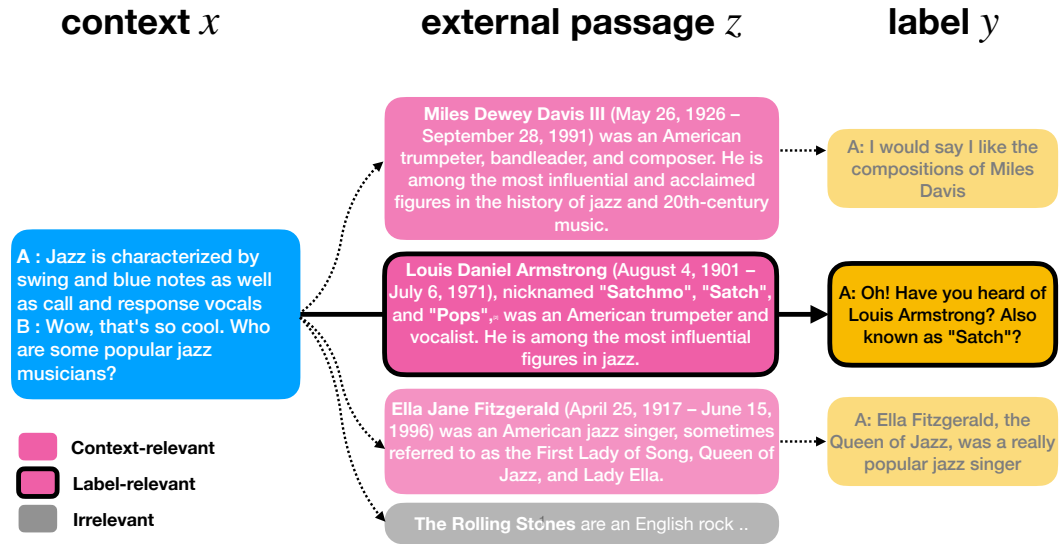 context x
external passage z
label y
Miles Dewey Davis III (May 26, 1926 –
September 28, 1991) was an American
trumpeter, bandleader, and composer. He is
among the most influential and acclaimed
figures in the history of jazz and 20th-century
music.
A: I would say I like the
compositions of Miles
Davis
A : Jazz is characterized by
swing and blue notes as well
as call and response vocals
B : Wow, that's so cool. Who
are some popular jazz
musicians?
Louis Daniel Armstrong (August 4, 1901 –
July 6, 1971), nicknamed "Satchmo", "Satch",
and "Pops", was an American trumpeter and
vocalist. He is among the most influential
figures in jazz.
A: Oh! Have you heard of
Louis Armstrong? Also
known as "Satch"?
Ella Jane Fitzgerald (April 25, 1917 – June 15,
1996) was an American jazz singer, sometimes
referred to as the First Lady of Song, Queen of
Jazz, and Lady Ella.
A: Ella Fitzgerald, the
Queen of Jazz, was a really
popular jazz singer
The Rolling Stones are an English rock ..
Context-relevant
Label-relevant
Irrelevant